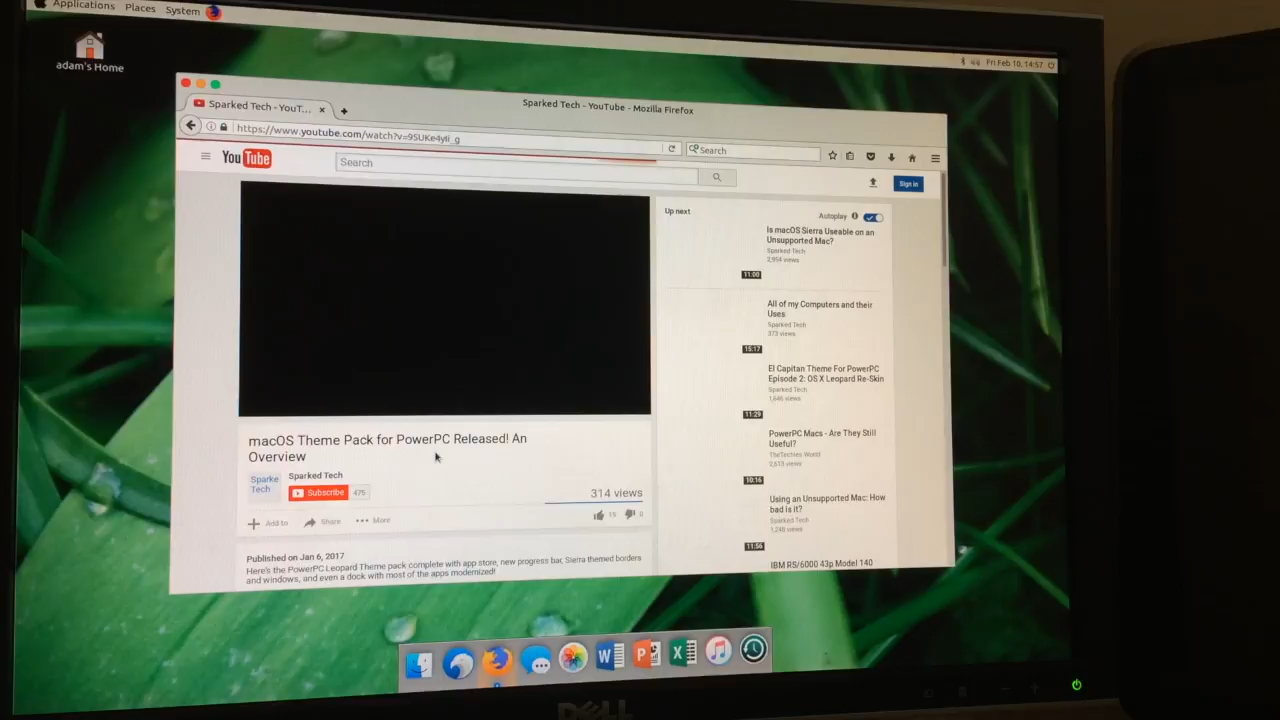 Applications Places System
Fri Feb 10, 14:57
adam's Home
Sparked Tech - YouTube - Mozilla Firefox
Sparked Tech - YouT...
https://www.youtube.com/watch?v=9SUKe4yIi_g
Search
YouTube
Search
Sign in
Up next
Autoplay
Is macOS Sierra Useable on an
Unsupported Mac?
Sparked Tech
2,954 views
11:00
All of my Computers and their
Uses
Sparked Tech
373 views
15:17
El Capitan Theme For PowerPC
Episode 2: OS X Leopard Re-Skin
Sparked Tech
1,646 views
11:29
PowerPC Macs - Are They Still
Useful?
TheTechies World
2,513 views
10:16
Using an Unsupported Mac: How
bad is it?
Sparked Tech
1,248 views
11:56
IBM RS/6000 43p Model 140
macOS Theme Pack for PowerPC Released! An
Overview
Sparke
Tech
Sparked Tech
Subscribe 475
314 views
Add to Share More
15 0
Published on Jan 6, 2017
Here's the PowerPC Leopard Theme pack complete with app store, new progress bar, Sierra themed borders
and windows, and even a dock with most of the apps modernized!
W P X
DELL